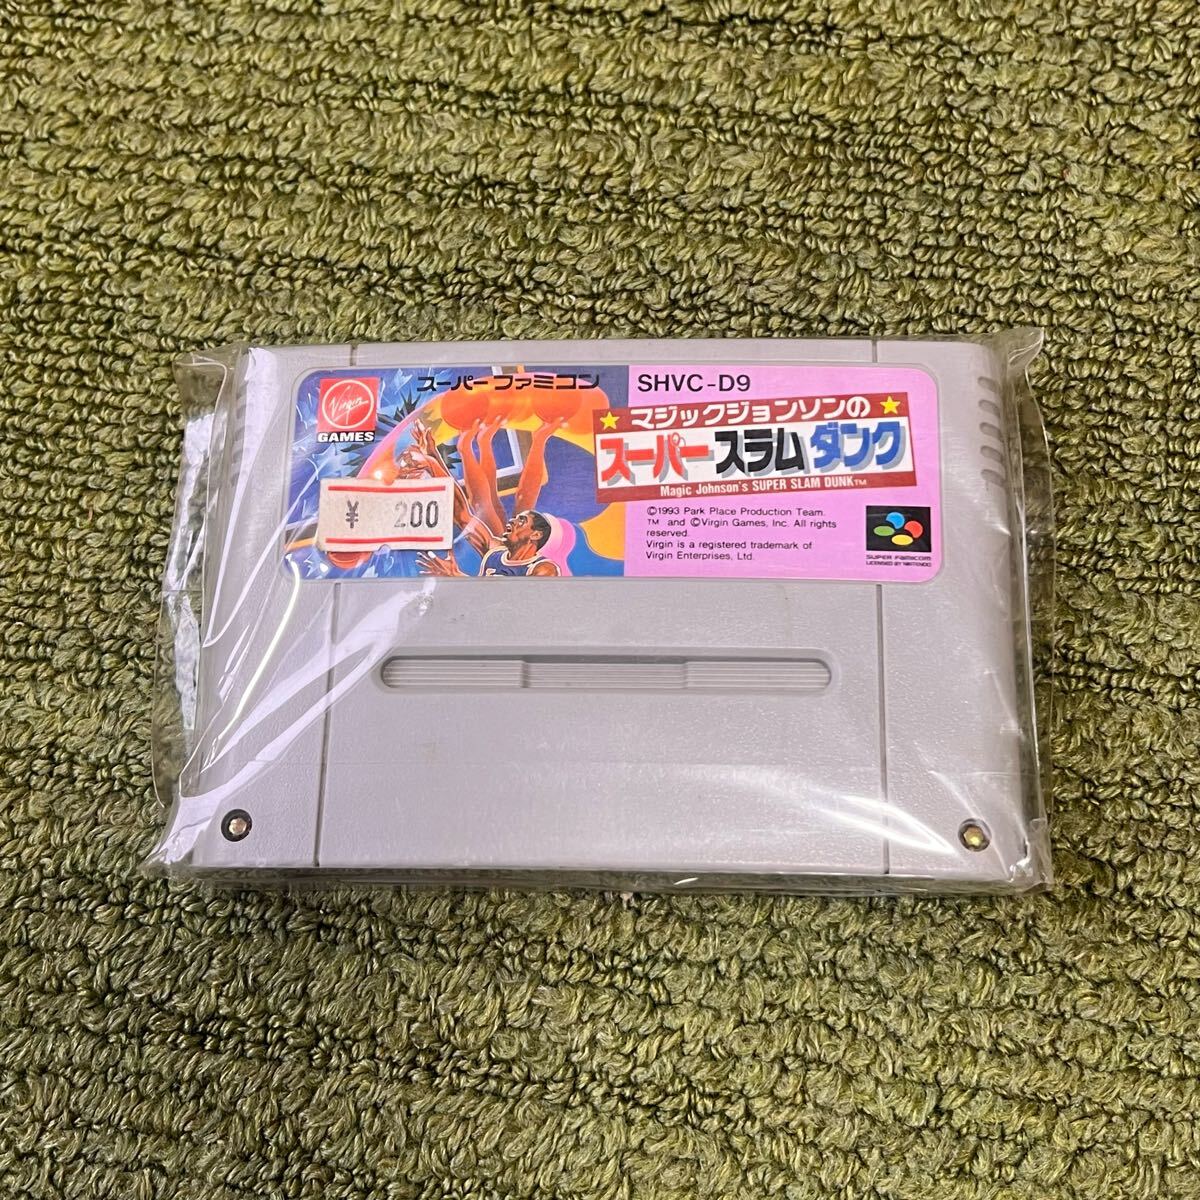 スーパーファミコン
SHVC-D9
Virgin
GAMES
マジックジョンソンの
スーパー スラム ダンク
Magic Johnson's SUPER SLAM DUNK™
¥ 200
©1993 Park Place Production Team.
™ and ©Virgin Games, Inc. All rights
reserved.
Virgin is a registered trademark of
Virgin Enterprises, Ltd.
SUPER FAMICOM
LICENSED BY NINTENDO